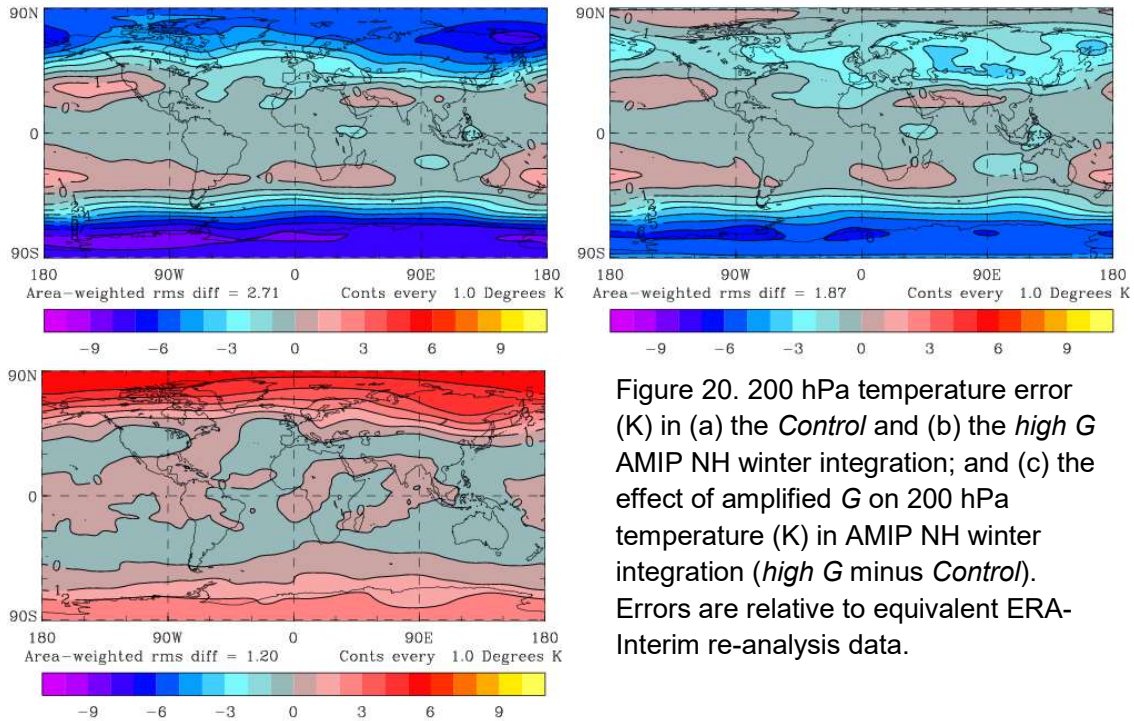 90N
0
90S
180 90W 0 90E 180
Area-weighted rms diff = 2.71 Conts every 1.0 Degrees K
-9 -6 -3 0 3 6 9
90N
0
90S
180 90W 0 90E 180
Area-weighted rms diff = 1.87 Conts every 1.0 Degrees K
-9 -6 -3 0 3 6 9
90N
0
90S
180 90W 0 90E 180
Area-weighted rms diff = 1.20 Conts every 1.0 Degrees K
-9 -6 -3 0 3 6 9
Figure 20. 200 hPa temperature error
(K) in (a) the Control and (b) the high G
AMIP NH winter integration; and (c) the
effect of amplified G on 200 hPa
temperature (K) in AMIP NH winter
integration (high G minus Control).
Errors are relative to equivalent ERA-
Interim re-analysis data.